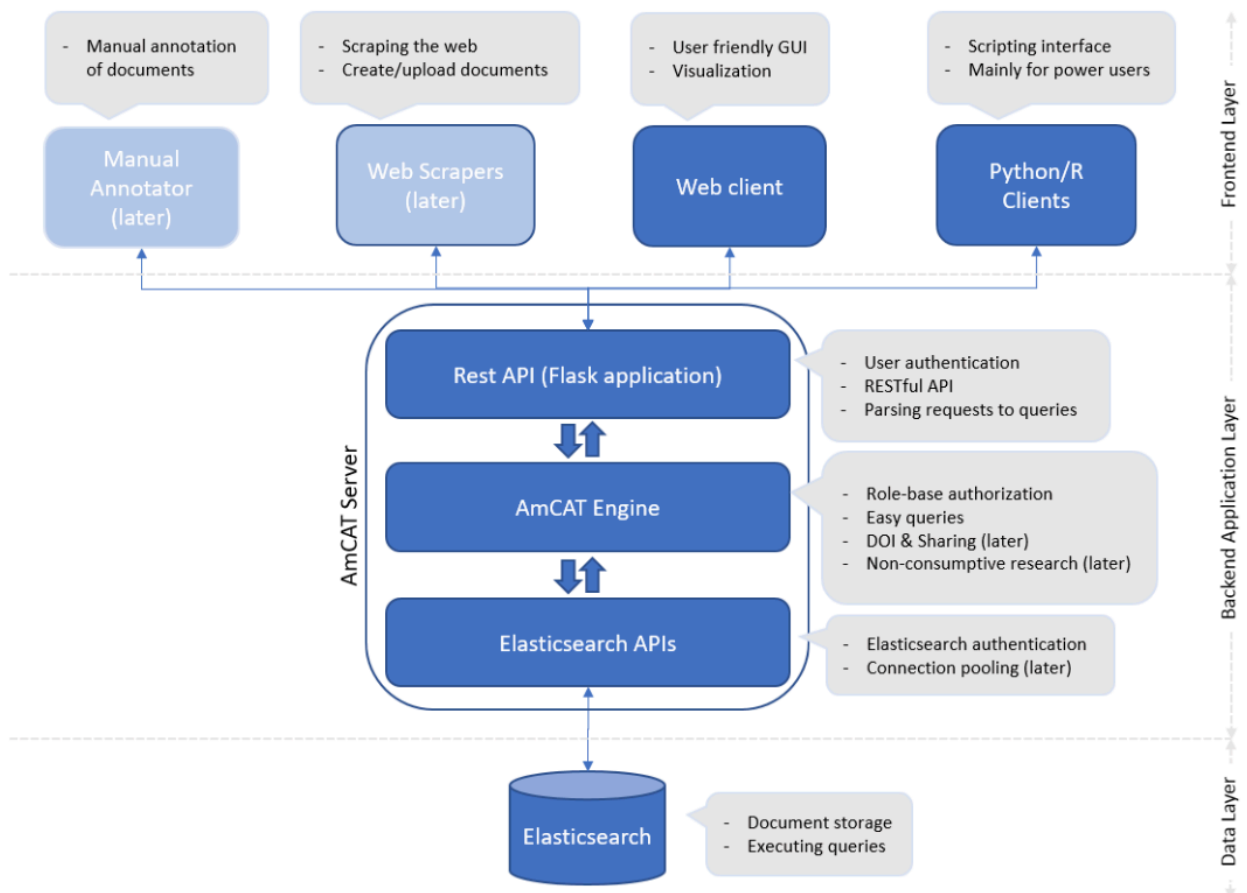 - Manual annotation
of documents
- Scraping the web
- Create/upload documents
- User friendly GUI
- Visualization
- Scripting interface
- Mainly for power users
Manual
Annotator
(later)
Web Scrapers
(later)
Web client
Python/R
Clients
Frontend Layer
AmCAT Server
Rest API (Flask application)
- User authentication
- RESTful API
- Parsing requests to queries
AmCAT Engine
- Role-base authorization
- Easy queries
- DOI & Sharing (later)
- Non-consumptive research (later)
Elasticsearch APIs
- Elasticsearch authentication
- Connection pooling (later)
Backend Application Layer
Elasticsearch
- Document storage
- Executing queries
Data Layer